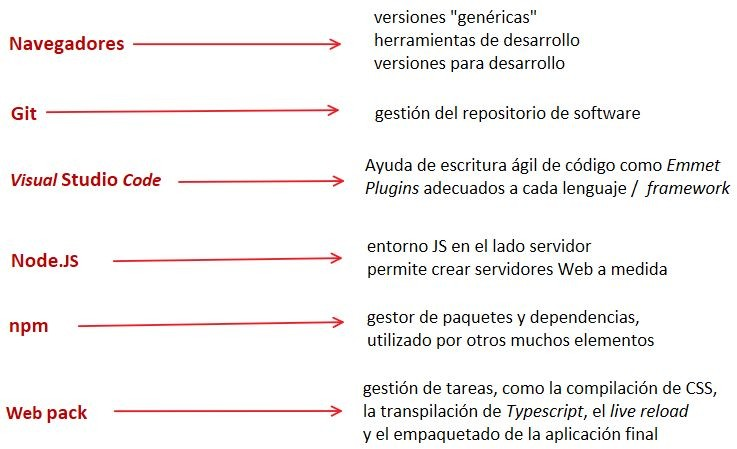 versiones "genéricas"
Navegadores
herramientas de desarrollo
versiones para desarrollo
Git
gestión del repositorio de software
Visual Studio Code
Ayuda de escritura ágil de código como Emmet
Plugins adecuados a cada lenguaje / framework
Node.JS
entorno JS en el lado servidor
permite crear servidores Web a medida
npm
gestor de paquetes y dependencias,
utilizado por otros muchos elementos
Web pack
gestión de tareas, como la compilación de CSS,
la transpilación de Typescript, el live reload
y el empaquetado de la aplicación final